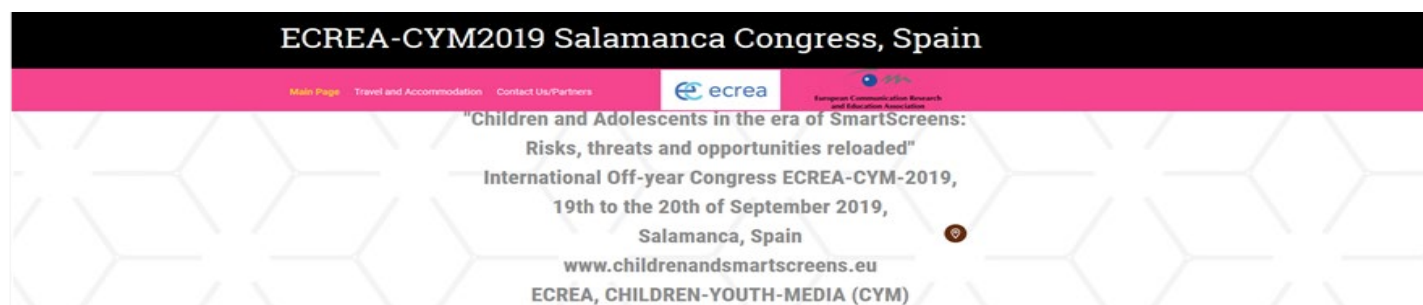 ECREA-CYM2019 Salamanca Congress, Spain
Main Page Travel and Accommodation Contact Us/Partners
ecrea
European Communication Research
and Education Association
"Children and Adolescents in the era of SmartScreens:
Risks, threats and opportunities reloaded"
International Off-year Congress ECREA-CYM-2019,
19th to the 20th of September 2019,
Salamanca, Spain
www.childrenandsmartscreens.eu
ECREA, CHILDREN-YOUTH-MEDIA (CYM)